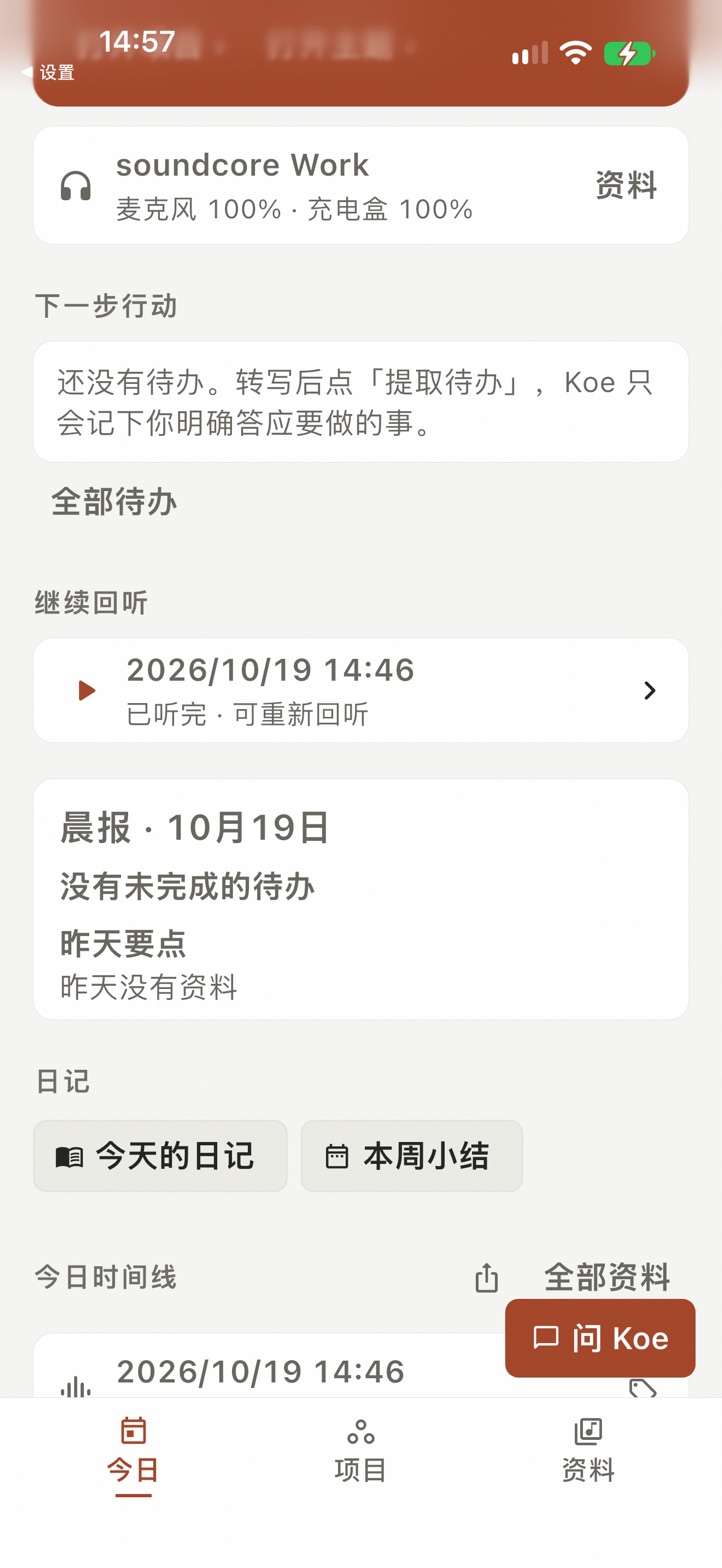 14:57
设置
soundcore Work
麦克风 100% · 充电盒 100%
资料
下一步行动
还没有待办。转写后点「提取待办」，Koe 只
会记下你明确答应要做的事。
全部待办
继续回听
2026/10/19 14:46
已听完 · 可重新回听
晨报 · 10月19日
没有未完成的待办
昨天要点
昨天没有资料
日记
今天的日记
本周小结
今日时间线
全部资料
问 Koe
2026/10/19 14:46
今日
项目
资料